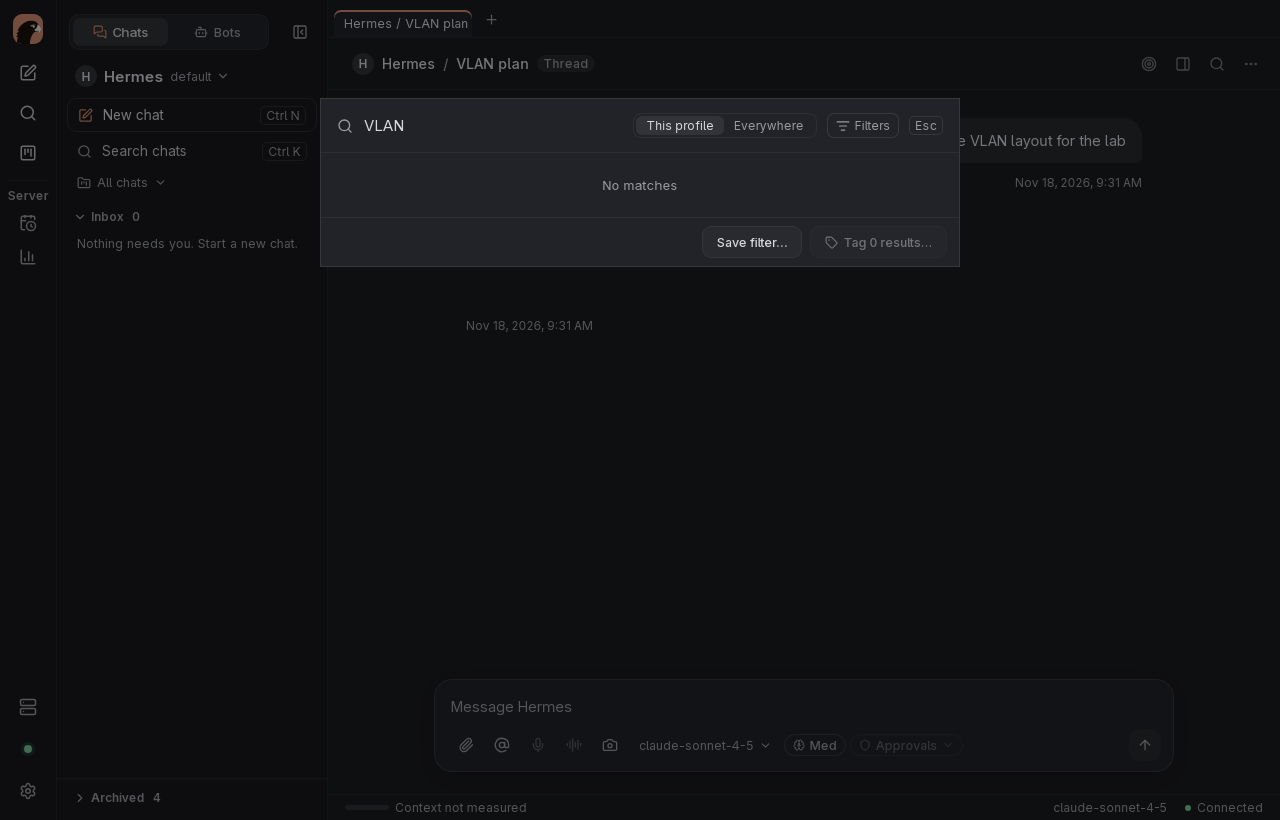 Chats
Bots
Hermes / VLAN plan
H Hermes default
H Hermes / VLAN plan Thread
New chat Ctrl N
Search chats Ctrl K
All chats
Server
Inbox 0
Nothing needs you. Start a new chat.
VLAN This profile Everywhere Filters Esc
No matches
Save filter... Tag 0 results...
VLAN layout for the lab
Nov 18, 2026, 9:31 AM
Nov 18, 2026, 9:31 AM
Message Hermes
claude-sonnet-4-5 Med Approvals
Archived 4
Context not measured
claude-sonnet-4-5 Connected